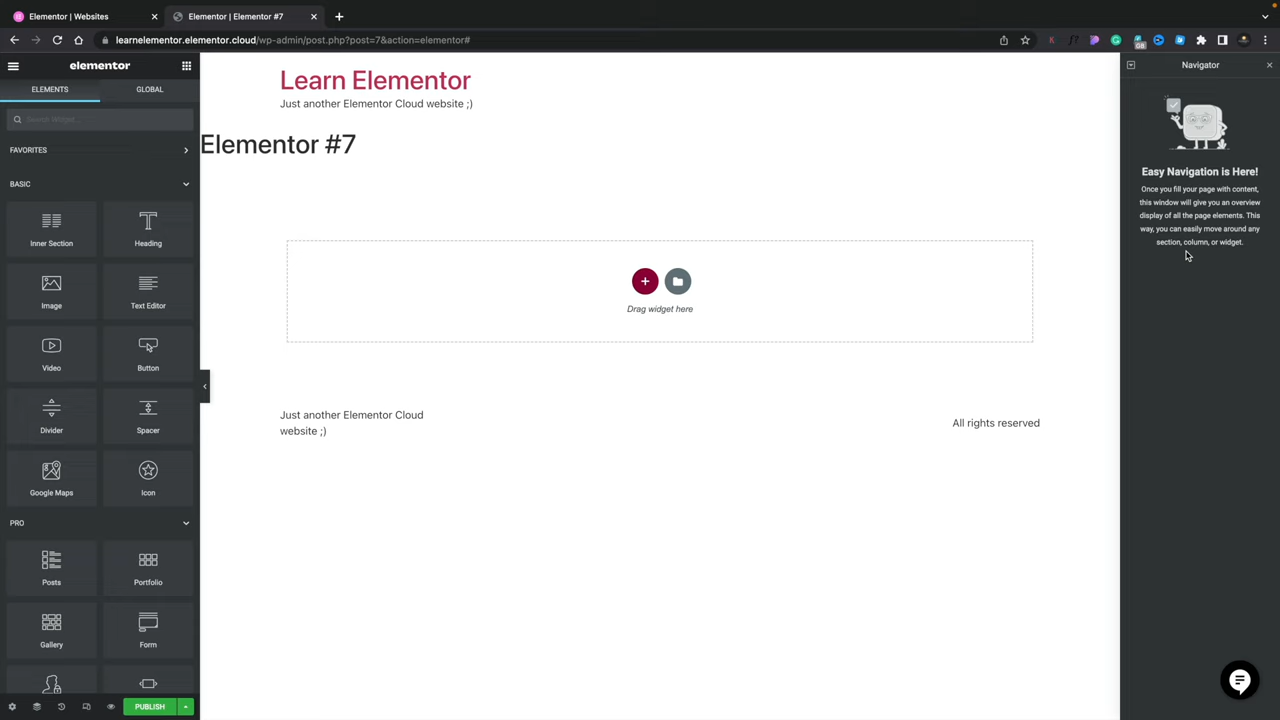 Elementor | Websites
Elementor | Elementor #7
learnelementor.elementor.cloud/wp-admin/post.php?post=7&action=elementor#
GB
elementor
ELEMENTS
GLOBAL
Search Widget...
FAVORITES
BASIC
Inner Section
Heading
Image
Text Editor
Video
Button
Divider
Spacer
Google Maps
Icon
PRO
Posts
Portfolio
Gallery
Form
PUBLISH
Learn Elementor
Just another Elementor Cloud website ;)
Elementor #7
Drag widget here
Just another Elementor Cloud
website ;)
All rights reserved
Navigator
Easy Navigation is Here!
Once you fill your page with content,
this window will give you an overview
display of all the page elements. This
way, you can easily move around any
section, column, or widget.